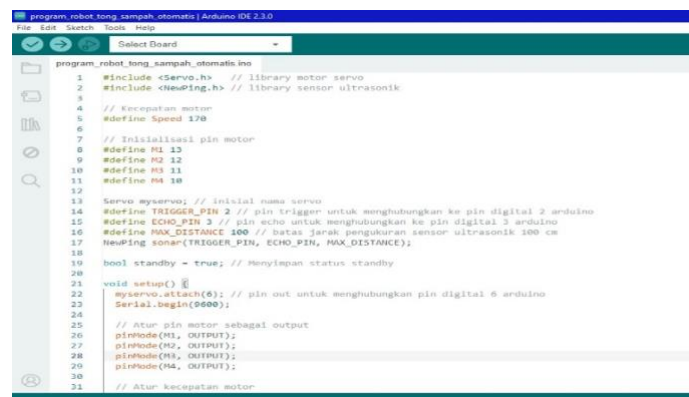 program_robot_tong_sampah_otomatis | Arduino IDE 2.3.0
File Edit Sketch Tools Help
Select Board
program_robot_tong_sampah_otomatis.ino
1 #include <Servo.h> // library motor servo
2 #include <NewPing.h> // library sensor ultrasonik
3
4 // Kecepatan motor
5 #define Speed 170
6
7 // Inisialisasi pin motor
8 #define M1 13
9 #define M2 12
10 #define M3 11
11 #define M4 10
12
13 Servo myservo; // inisial nama servo
14 #define TRIGGER_PIN 2 // pin trigger untuk menghubungkan ke pin digital 2 arduino
15 #define ECHO_PIN 3 // pin echo untuk menghubungkan ke pin digital 3 arduino
16 #define MAX_DISTANCE 100 // batas jarak pengukuran sensor ultrasonik 100 cm
17 NewPing sonar(TRIGGER_PIN, ECHO_PIN, MAX_DISTANCE);
18
19 bool standby = true; // Menyimpan status standby
20
21 void setup() {
22 myservo.attach(6); // pin out untuk menghubungkan pin digital 6 arduino
23 Serial.begin(9600);
24
25 // Atur pin motor sebagai output
26 pinMode(M1, OUTPUT);
27 pinMode(M2, OUTPUT);
28 pinMode(M3, OUTPUT);
29 pinMode(M4, OUTPUT);
30
31 // Atur kecepatan motor